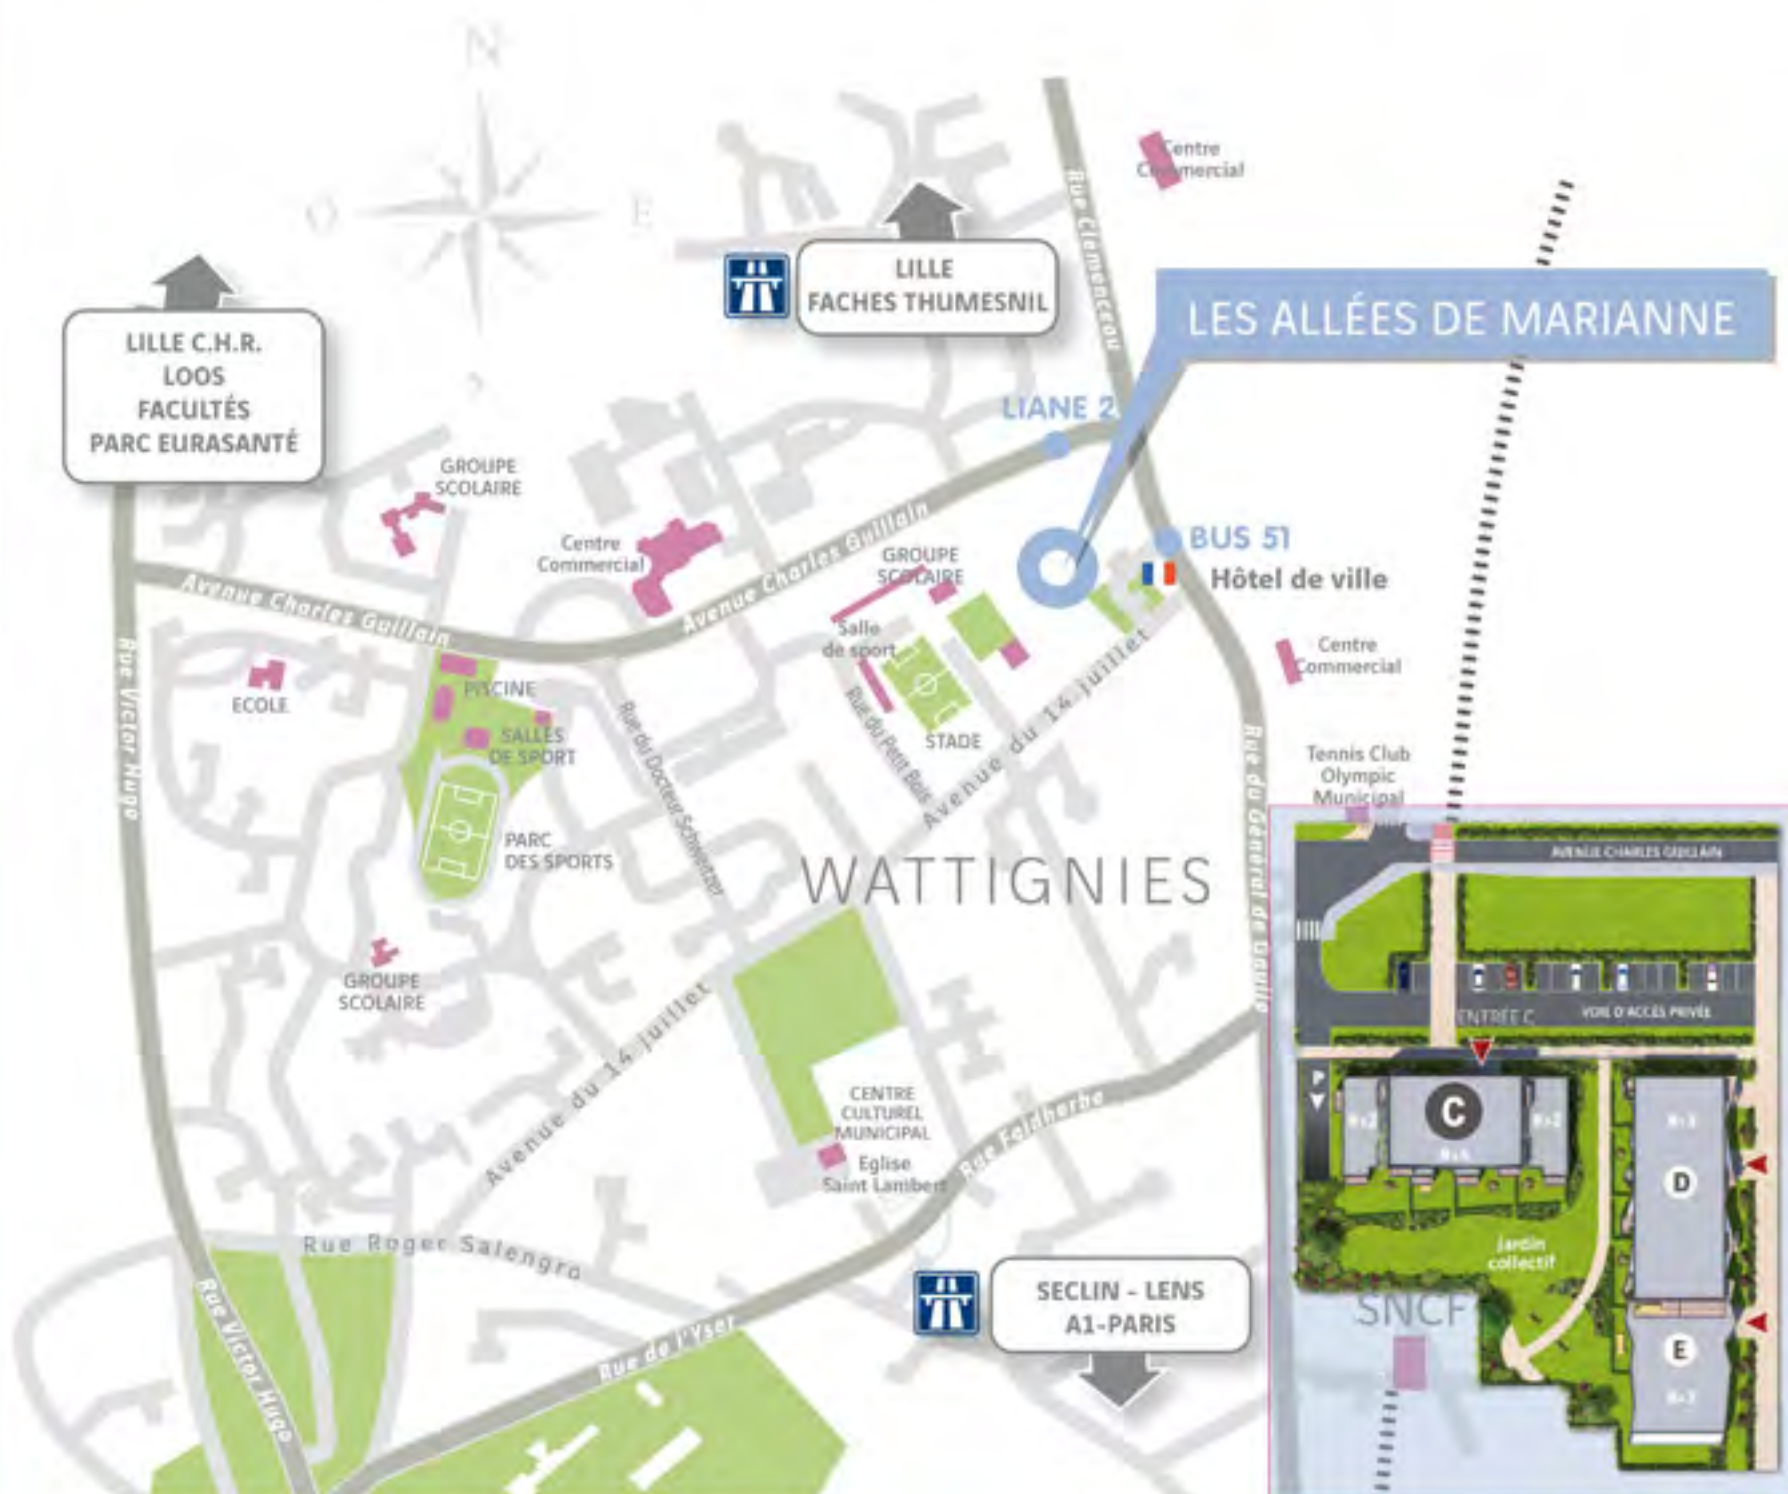 N
O
E
Centre
Commercial
Rue Clemenceau
LILLE
FACHES THUMESNIL
LES ALLÉES DE MARIANNE
LILLE C.H.R.
LOOS
FACULTÉS
PARC EURASANTÉ
LIANE 2
GROUPE
SCOLAIRE
Centre
Commercial
Avenue Charles Guillain
GROUPE
SCOLAIRE
BUS 51
Hôtel de ville
Avenue Charles Guillain
Salle
de sport
Centre
Commercial
Rue Victor Hugo
ECOLE
PISCINE
SALLES
DE SPORT
Rue du Docteur Schweitzer
Rue du Petit Bois
STADE
Avenue du 14 juillet
Rue du Général de Gaulle
Tennis Club
Olympic
Municipal
PARC
DES SPORTS
WATTIGNIES
AVENUE CHARLES GUILLAIN
GROUPE
SCOLAIRE
Avenue du 14 juillet
ENTRÉE C
VOIE D'ACCÈS PRIVÉE
P
C
R+2
R+2
R+3
D
CENTRE
CULTUREL
MUNICIPAL
Eglise
Saint Lambert
Rue Faidherbe
Rue Roger Salengro
Jardin
collectif
SNCF
SECLIN - LENS
A1-PARIS
E
Rue Victor Hugo
Rue de l'Yser